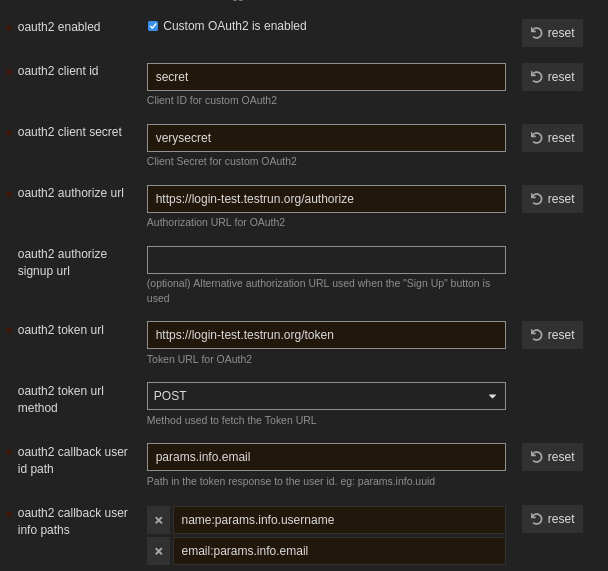 oauth2 enabled
Custom OAuth2 is enabled
reset
oauth2 client id
secret
reset
Client ID for custom OAuth2
oauth2 client secret
verysecret
reset
Client Secret for custom OAuth2
oauth2 authorize url
https://login-test.testrun.org/authorize
reset
Authorization URL for OAuth2
oauth2 authorize
signup url
(optional) Alternative authorization URL used when the "Sign Up" button is
used
oauth2 token url
https://login-test.testrun.org/token
reset
Token URL for OAuth2
oauth2 token url
method
POST
Method used to fetch the Token URL
oauth2 callback user
id path
params.info.email
reset
Path in the token response to the user id. eg: params.info.uuid
oauth2 callback user
info paths
name:params.info.username
reset
email:params.info.email